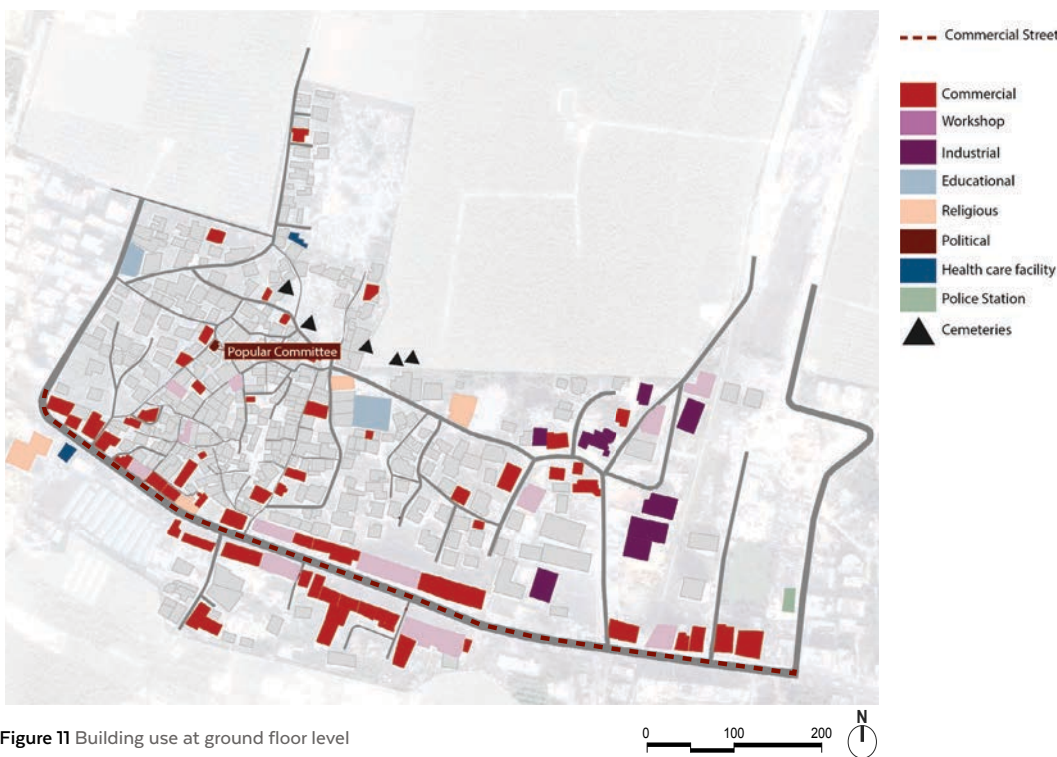 Commercial Street
Commercial
Workshop
Industrial
Educational
Religious
Political
Health care facility
Police Station
Cemeteries
Popular Committee
Figure 11 Building use at ground floor level
0 100 200
N